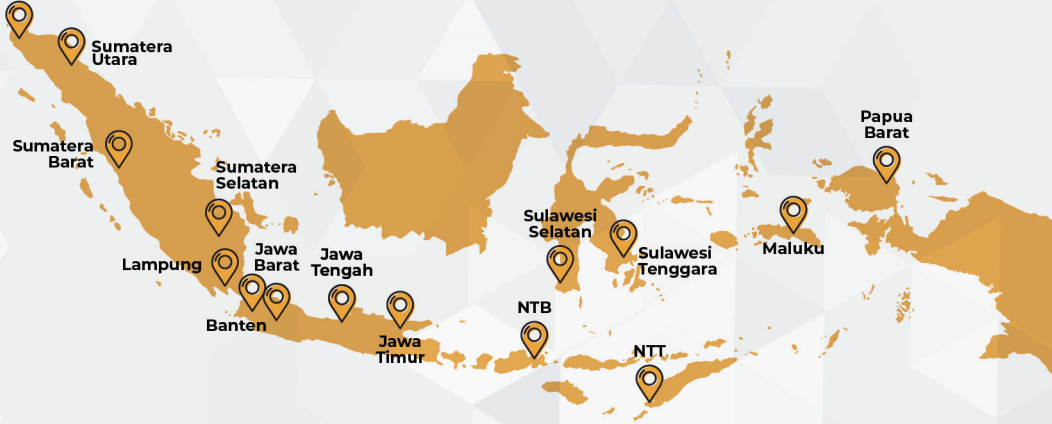 Sumatera
Utara
Sumatera
Barat
Sumatera
Selatan
Lampung
Jawa
Barat
Banten
Jawa
Tengah
Jawa
Timur
Sulawesi
Selatan
Sulawesi
Tenggara
NTB
NTT
Maluku
Papua
Barat